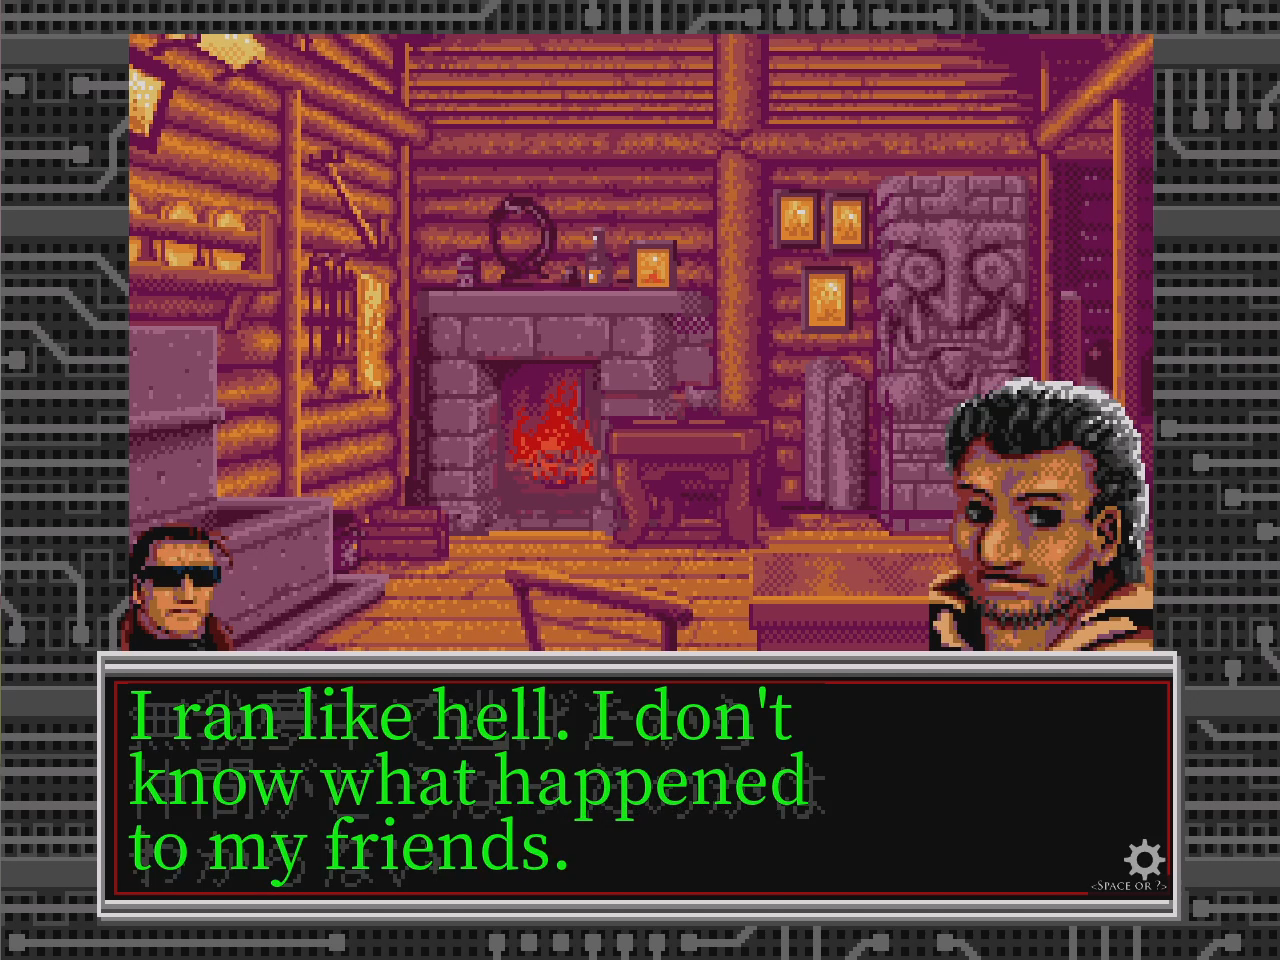 I ran like hell. I don't
know what happened
to my friends.
<SPACE OR ?>